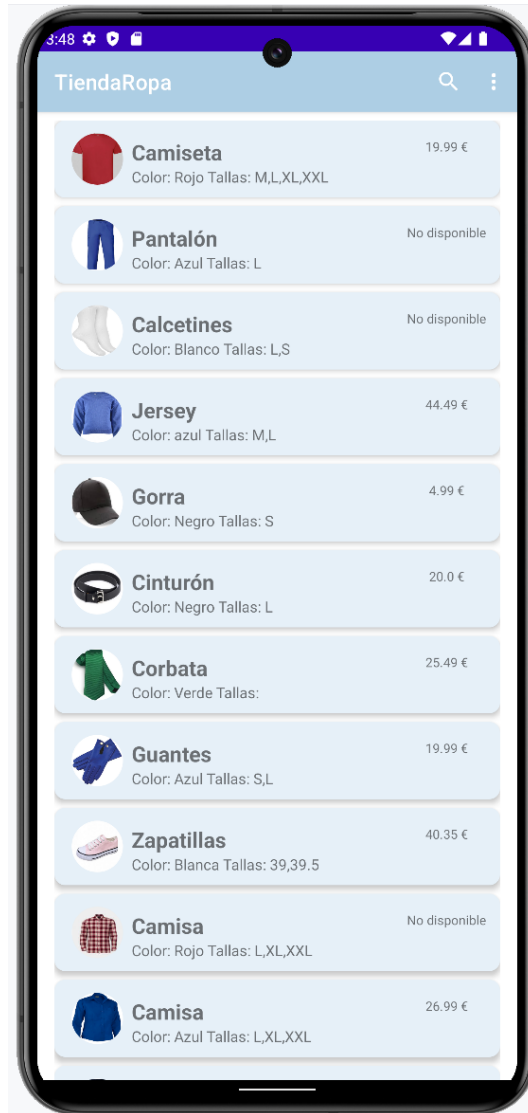 3:48
TiendaRopa
Camiseta
19.99 €
Color: Rojo Tallas: M,L,XL,XXL
Pantalón
No disponible
Color: Azul Tallas: L
Calcetines
No disponible
Color: Blanco Tallas: L,S
Jersey
44.49 €
Color: azul Tallas: M,L
Gorra
4.99 €
Color: Negro Tallas: S
Cinturón
20.0 €
Color: Negro Tallas: L
Corbata
25.49 €
Color: Verde Tallas:
Guantes
19.99 €
Color: Azul Tallas: S,L
Zapatillas
40.35 €
Color: Blanca Tallas: 39,39.5
Camisa
No disponible
Color: Rojo Tallas: L,XL,XXL
Camisa
26.99 €
Color: Azul Tallas: L,XL,XXL